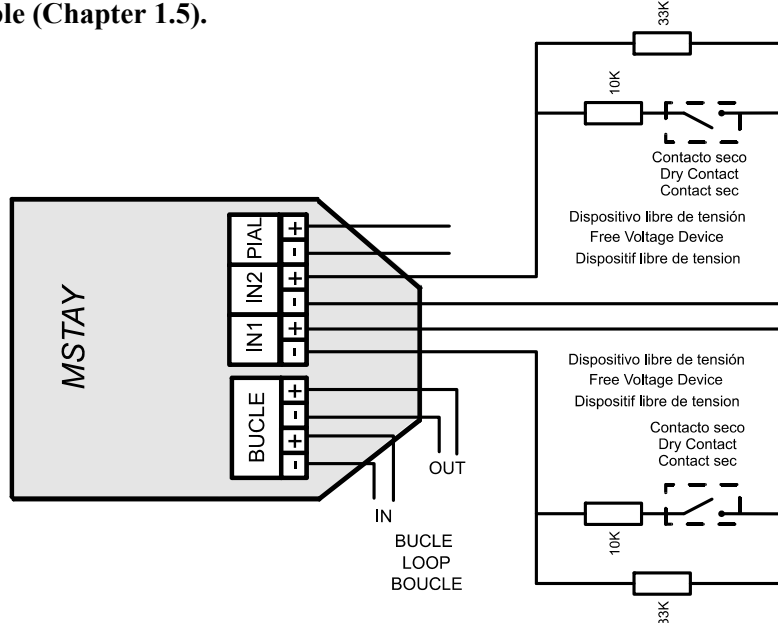 ple (Chapter 1.5).
33K
10K
Contacto seco
Dry Contact
Contact sec
Dispositivo libre de tensión
Free Voltage Device
Dispositif libre de tension
MSTAY
PIAL
+
-
IN2
+
-
IN1
+
-
BUCLE
+
-
+
-
OUT
IN
BUCLE
LOOP
BOUCLE
Dispositivo libre de tensión
Free Voltage Device
Dispositif libre de tension
Contacto seco
Dry Contact
Contact sec
10K
33K